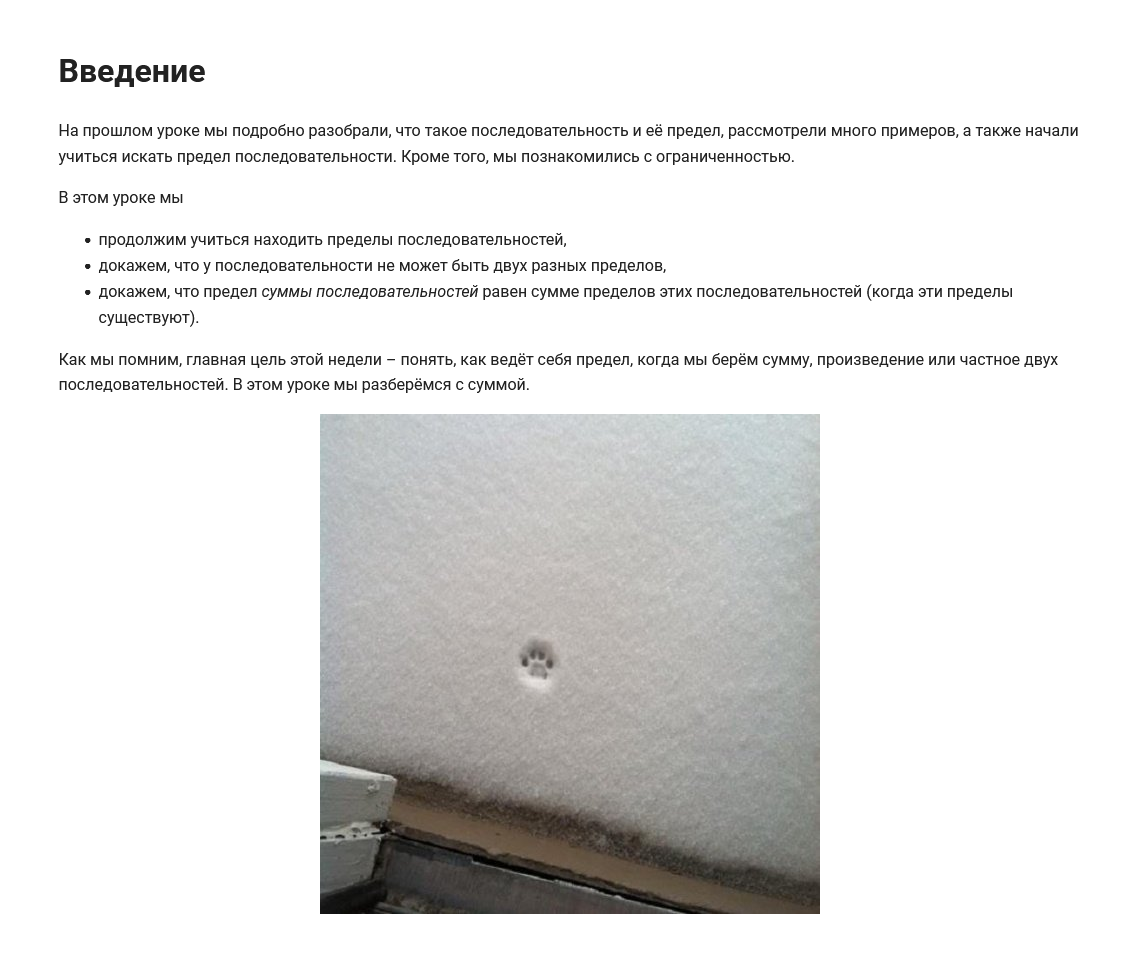 Введение
На прошлом уроке мы подробно разобрали, что такое последовательность и её предел, рассмотрели много примеров, а также начали
учиться искать предел последовательности. Кроме того, мы познакомились с ограниченностью.
В этом уроке мы
• продолжим учиться находить пределы последовательностей,
• докажем, что у последовательности не может быть двух разных пределов,
• докажем, что предел суммы последовательностей равен сумме пределов этих последовательностей (когда эти пределы
существуют).
Как мы помним, главная цель этой недели – понять, как ведёт себя предел, когда мы берём сумму, произведение или частное двух
последовательностей. В этом уроке мы разберёмся с суммой.